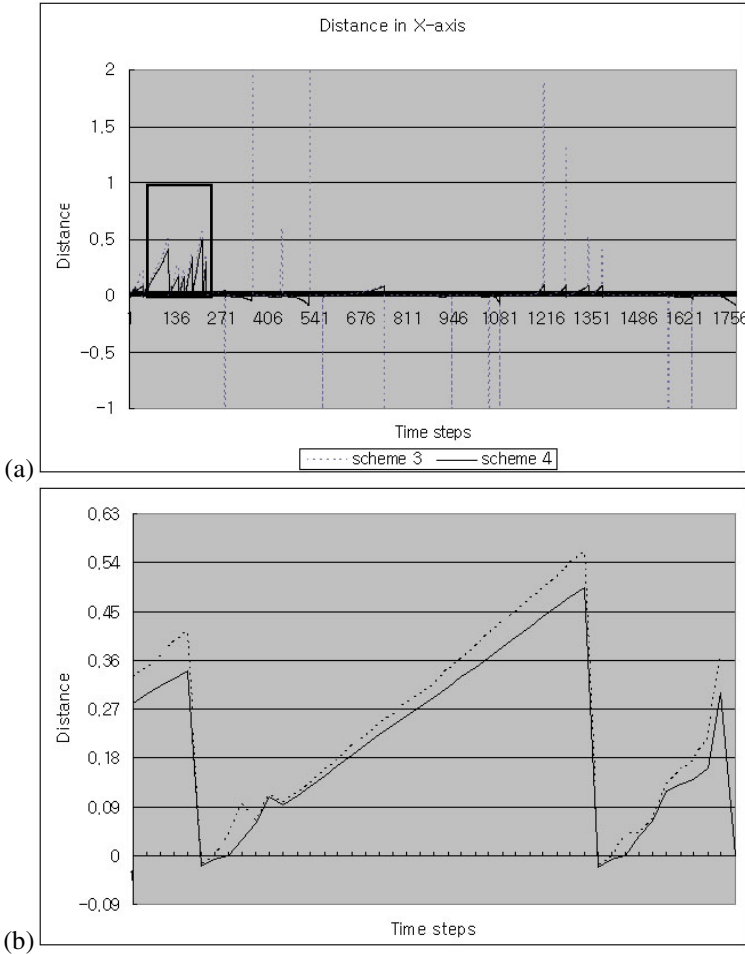 Distance in X-axis
2
1.5
1
0.5
0
-0.5
-1
Distance
1 136 271 406 541 676 811 946 1081 1216 1351 1486 1621 1756
Time steps
scheme 3 scheme 4
(a)
0,63
0,54
0,45
0,36
0,27
0,18
0,09
0
-0,09
Distance
Time steps
(b)